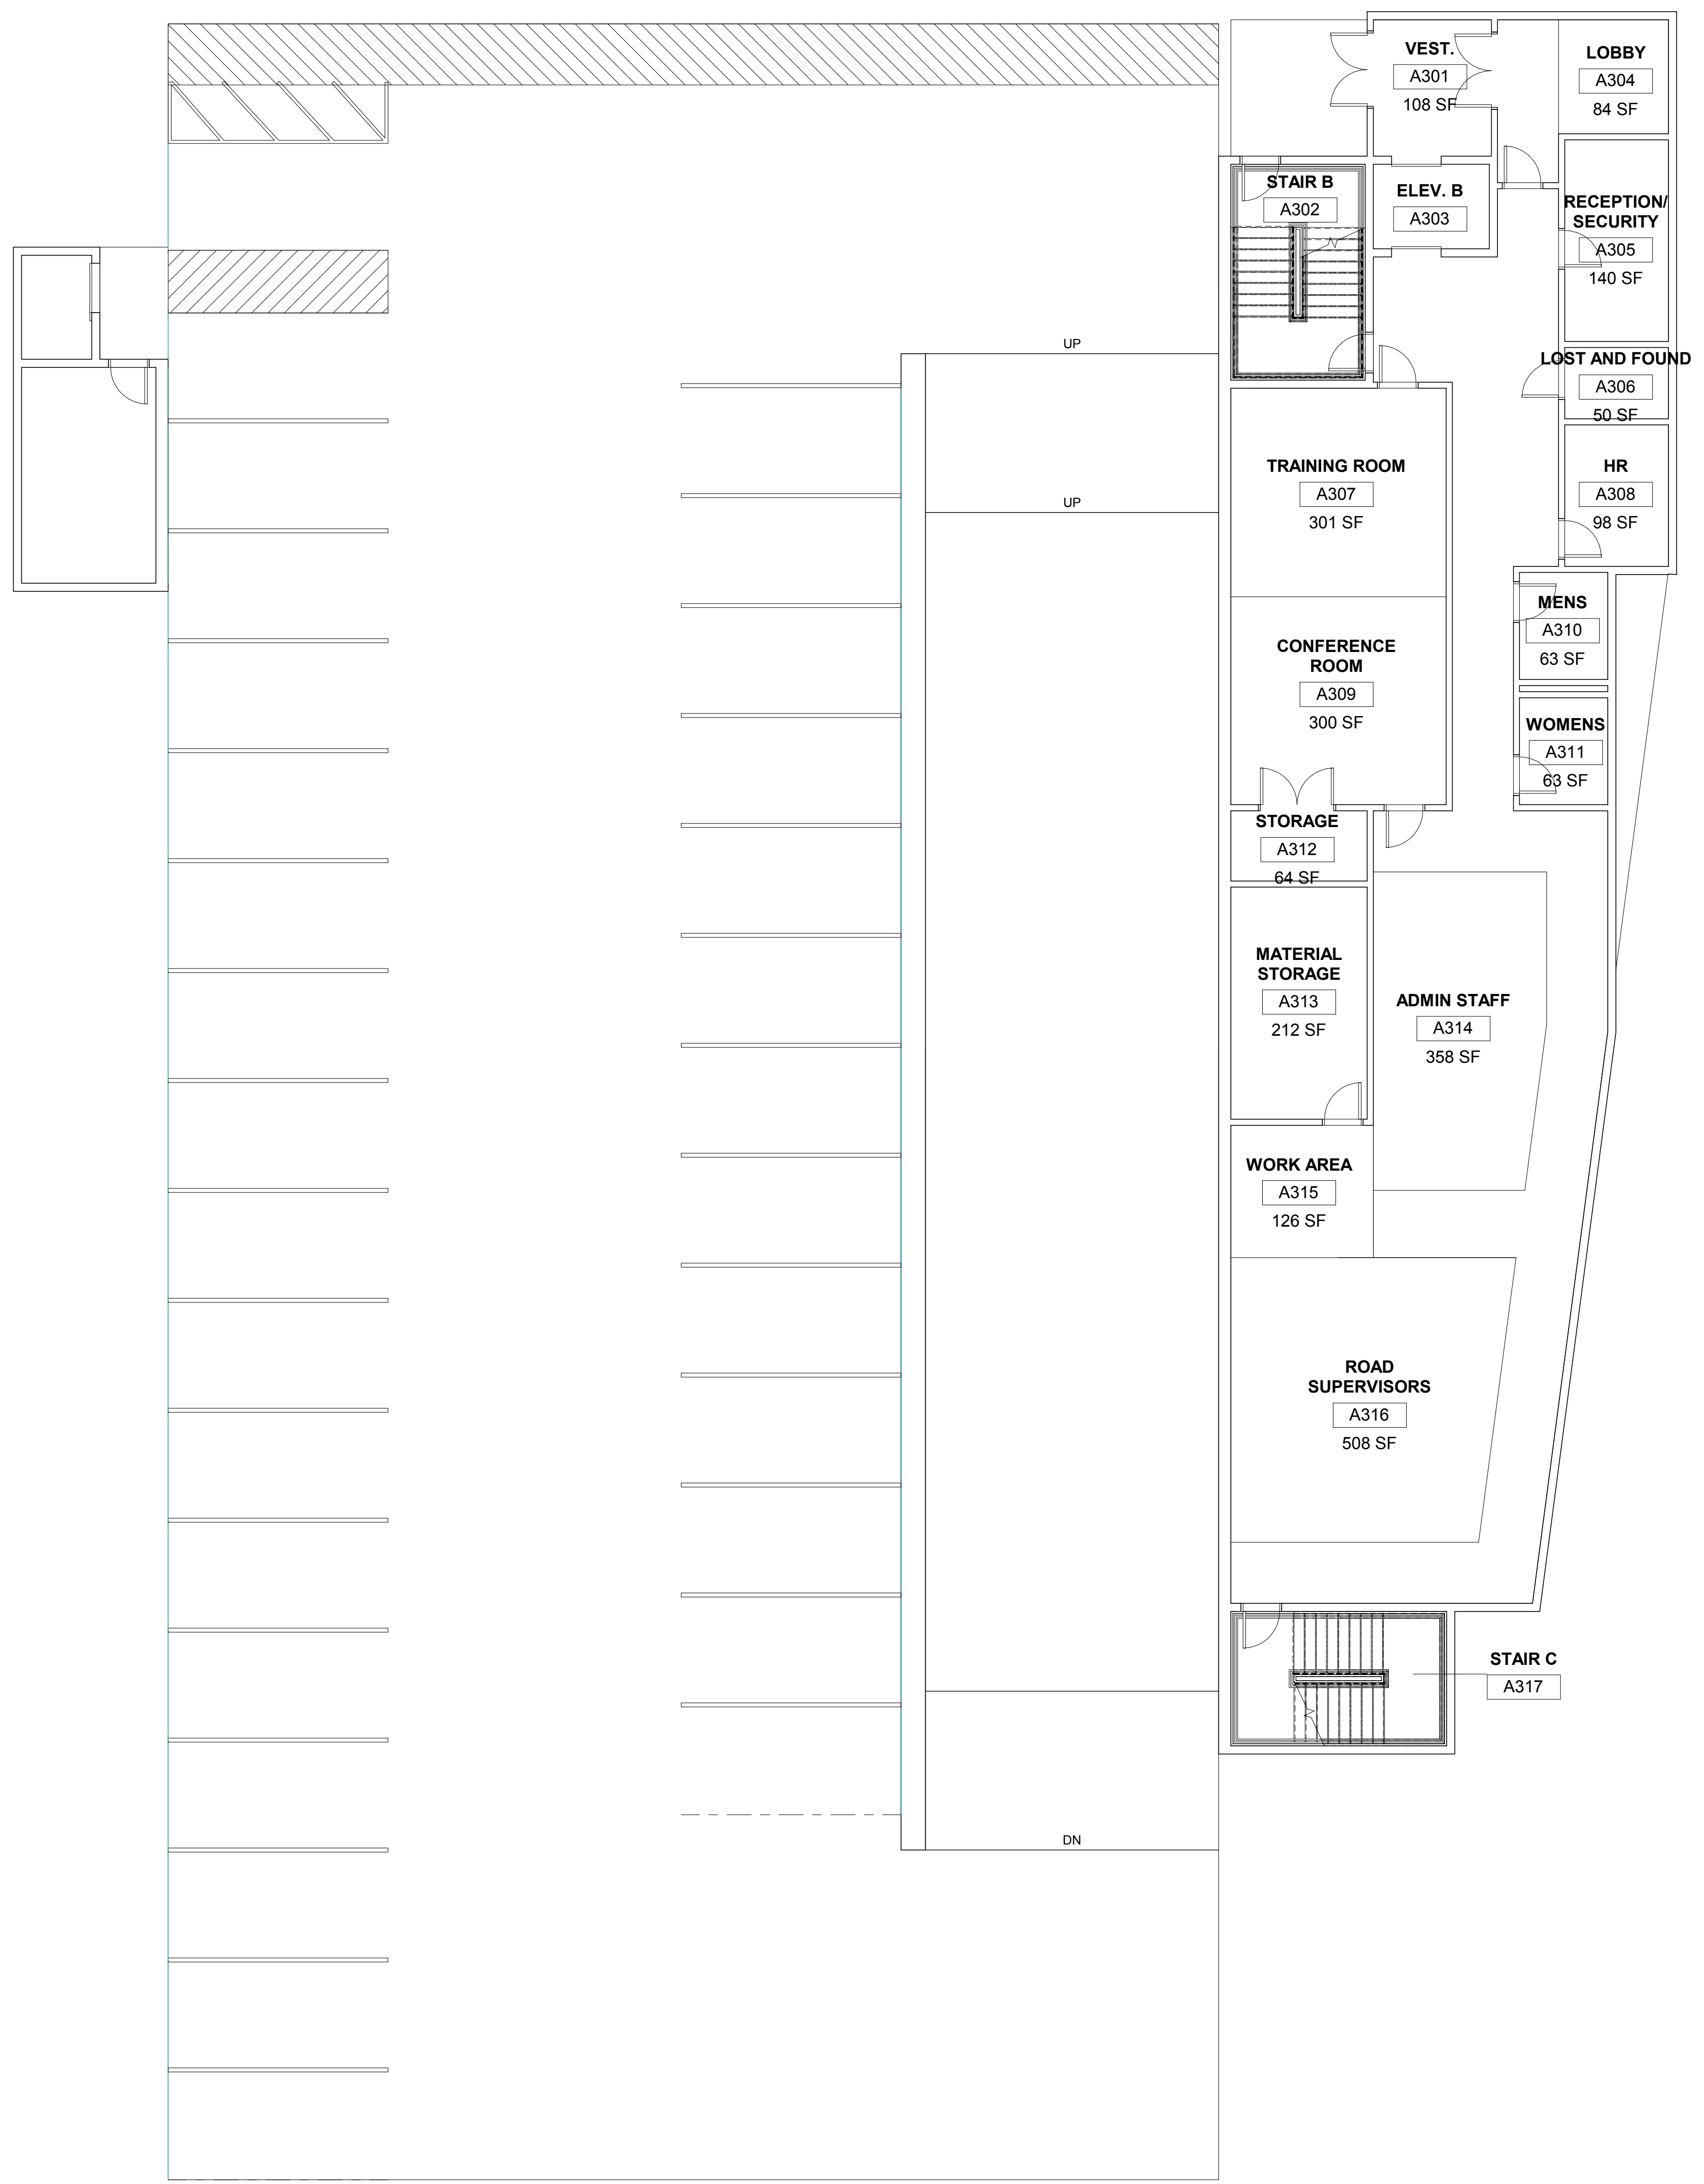 VEST.
A301
108 SF
LOBBY
A304
84 SF
STAIR B
A302
ELEV. B
A303
RECEPTION/
SECURITY
A305
140 SF
UP
LOST AND FOUND
A306
50 SF
TRAINING ROOM
A307
301 SF
HR
A308
98 SF
UP
MENS
A310
63 SF
CONFERENCE
ROOM
A309
300 SF
WOMENS
A311
63 SF
STORAGE
A312
64 SF
MATERIAL
STORAGE
A313
212 SF
ADMIN STAFF
A314
358 SF
WORK AREA
A315
126 SF
ROAD
SUPERVISORS
A316
508 SF
STAIR C
A317
DN